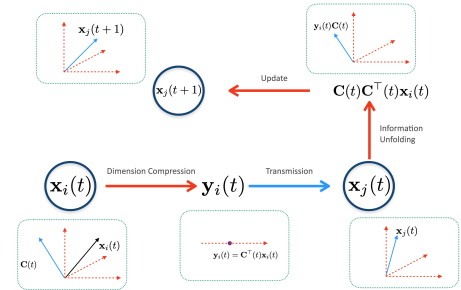 𝐱ⱼ(t+1)
𝐲ᵢ(t)𝐂(t)
𝐱ⱼ(t+1)
Update
𝐂(t)𝐂⊤(t)𝐱ᵢ(t)
Information
Unfolding
𝐱ᵢ(t)
Dimension Compression
𝐲ᵢ(t)
Transmission
𝐱ⱼ(t)
𝐂(t)
𝐱ᵢ(t)
𝐲ᵢ(t) = 𝐂⊤(t)𝐱ᵢ(t)
𝐱ⱼ(t)